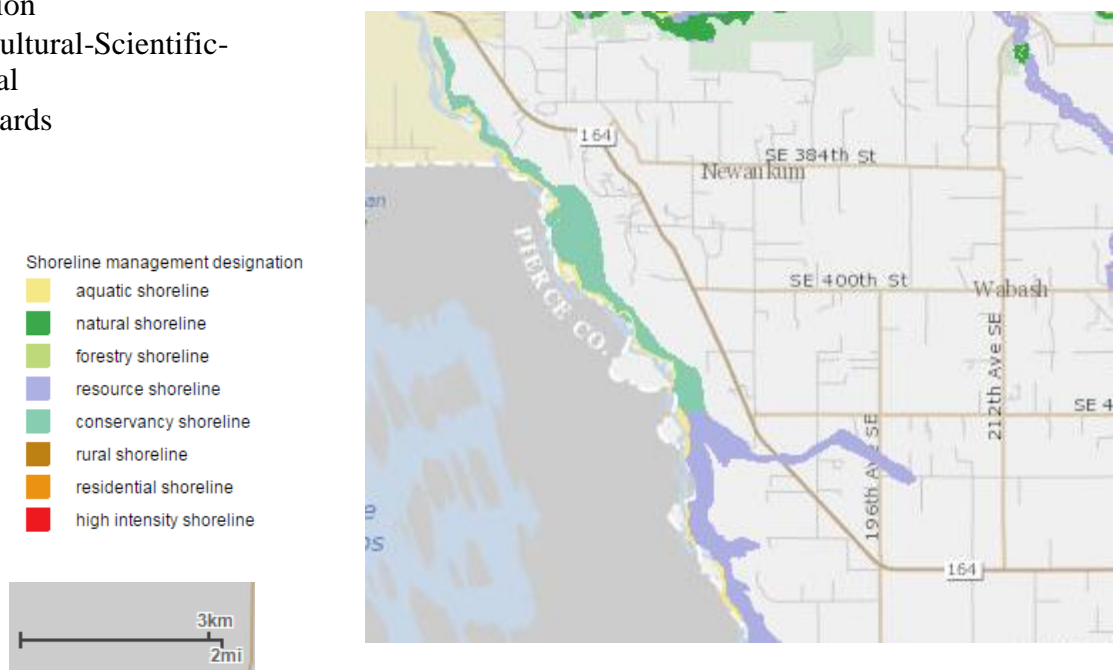 ion
ultural-Scientific-
al
ards
Shoreline management designation
aquatic shoreline
natural shoreline
forestry shoreline
resource shoreline
conservancy shoreline
rural shoreline
residential shoreline
high intensity shoreline
3km
2mi
164
SE 384th St
Newaukum
an
PIERCE CO.
SE 400th St
Wabash
212th Ave SE
SE 4
196th Ave SE
e
os
164